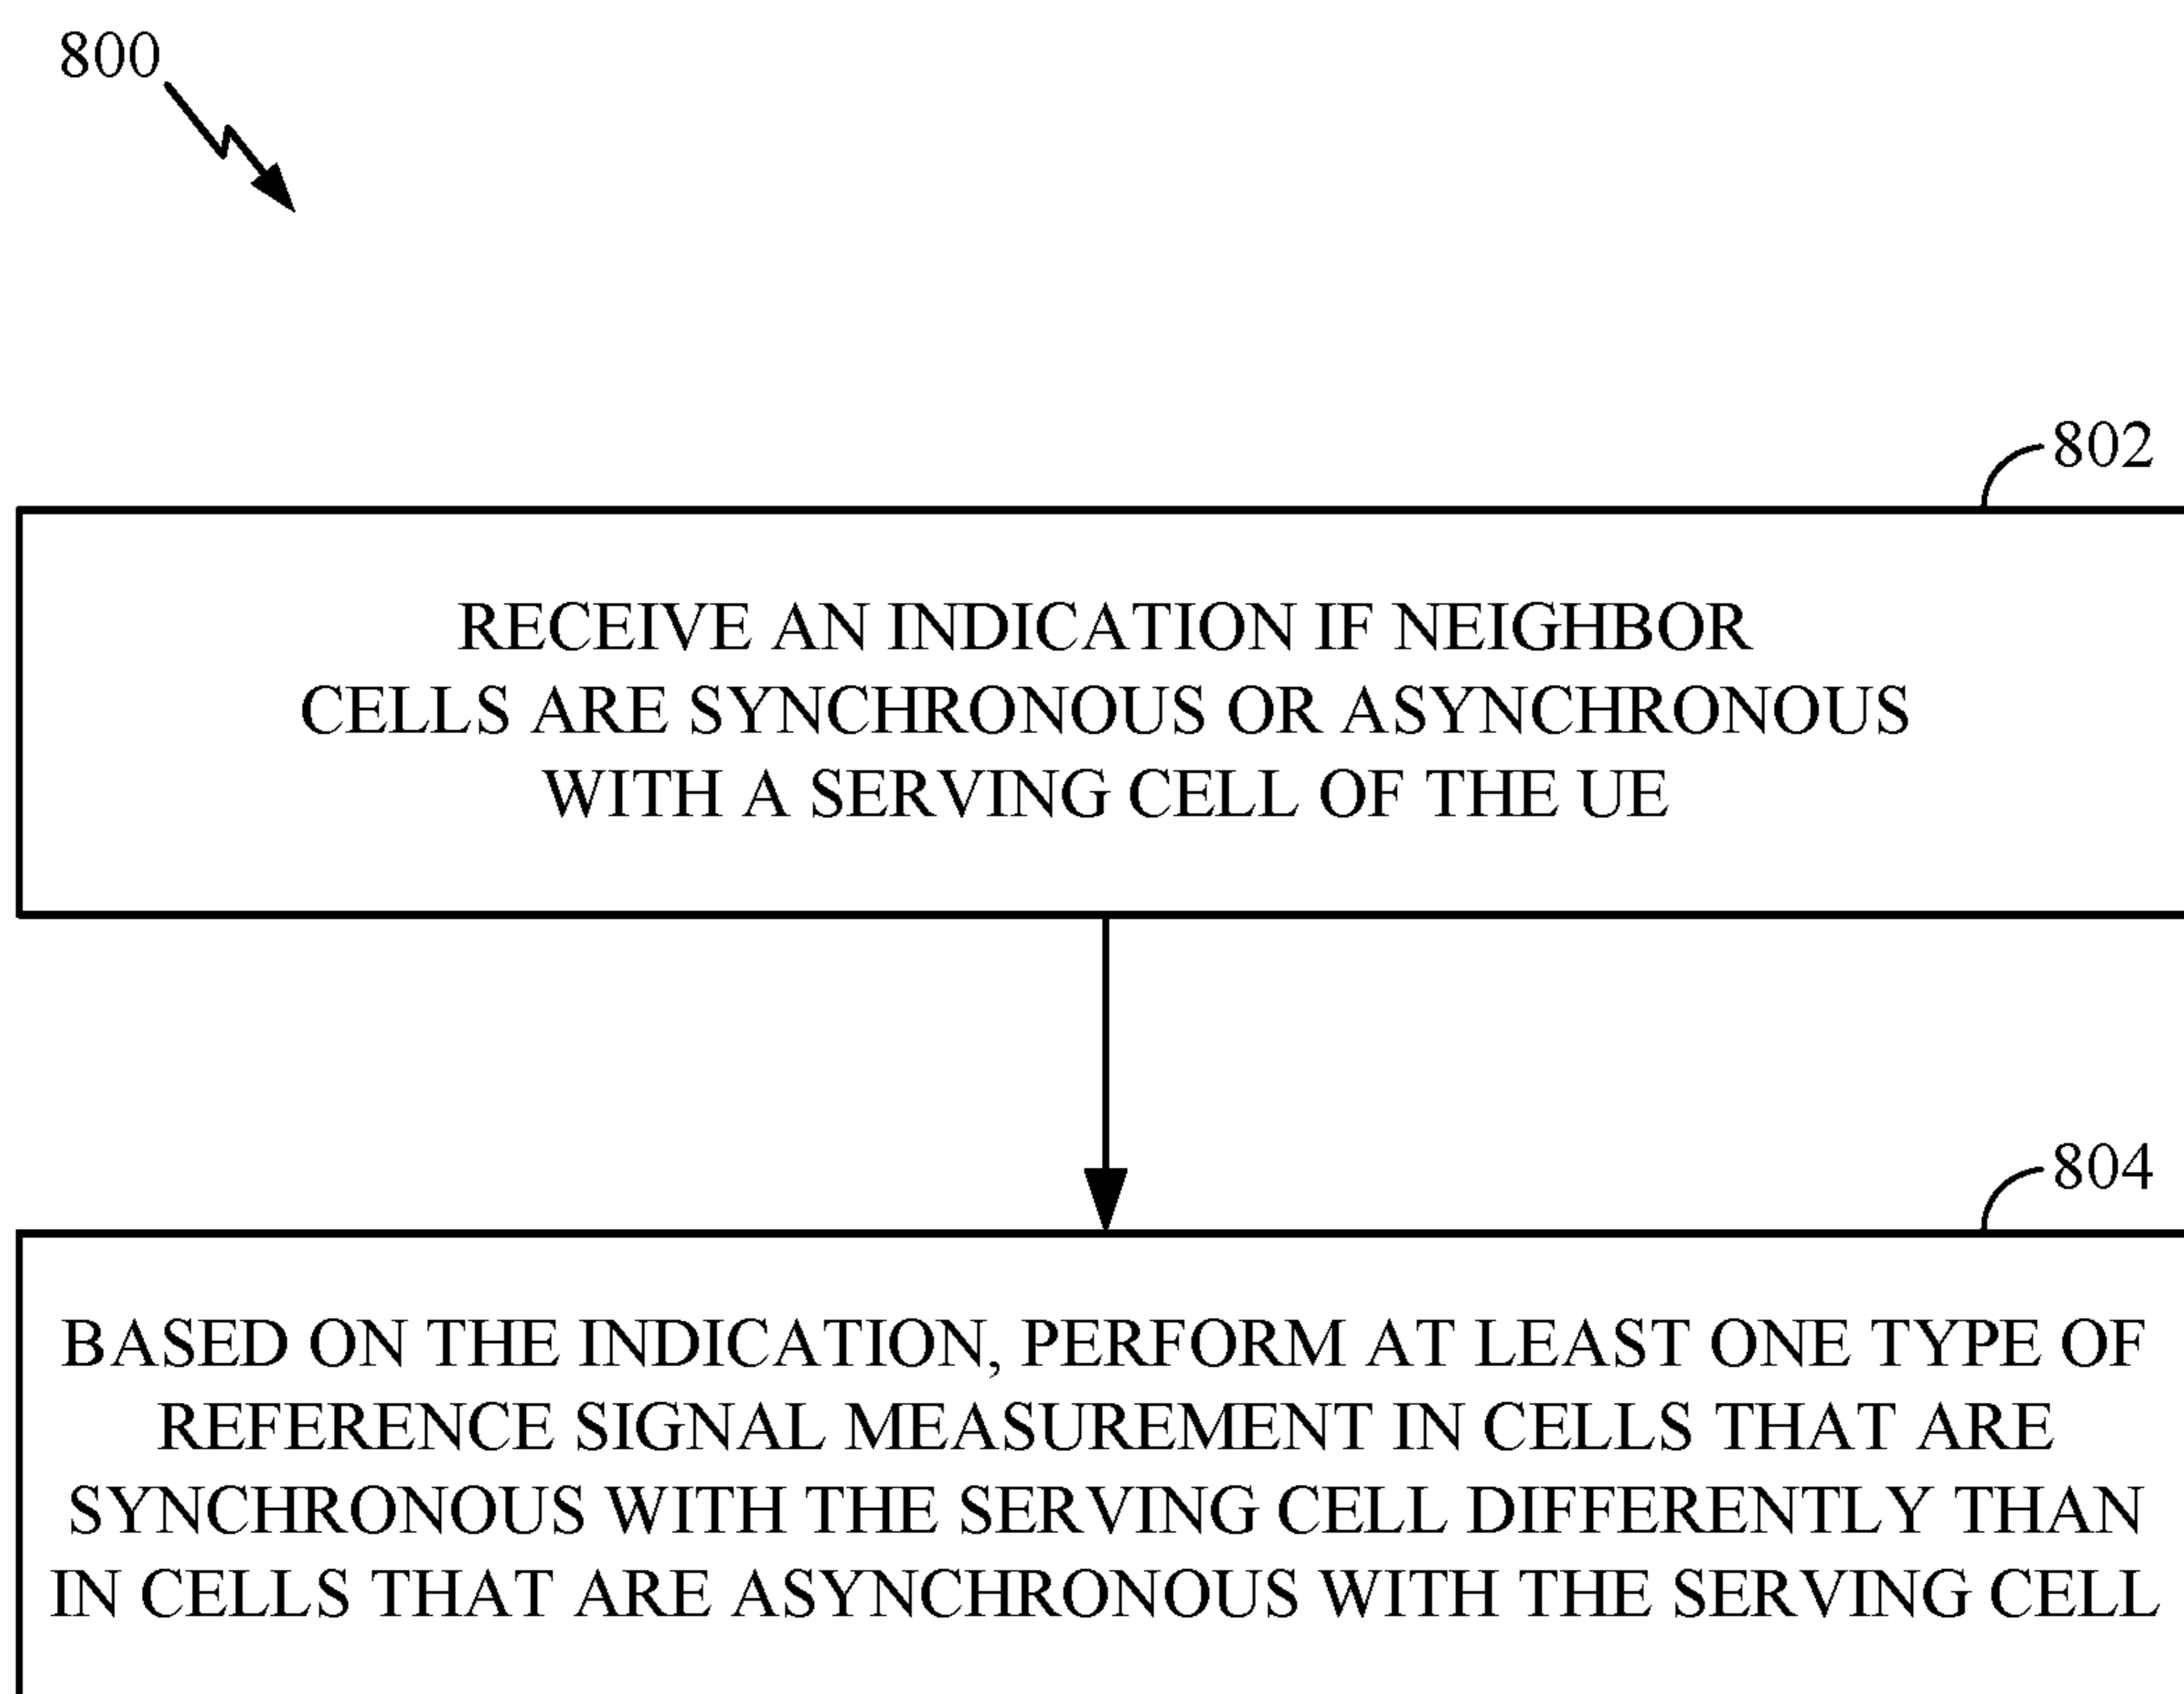 800
802
RECEIVE AN INDICATION IF NEIGHBOR
CELLS ARE SYNCHRONOUS OR ASYNCHRONOUS
WITH A SERVING CELL OF THE UE
804
BASED ON THE INDICATION, PERFORM AT LEAST ONE TYPE OF
REFERENCE SIGNAL MEASUREMENT IN CELLS THAT ARE
SYNCHRONOUS WITH THE SERVING CELL DIFFERENTLY THAN
IN CELLS THAT ARE ASYNCHRONOUS WITH THE SERVING CELL